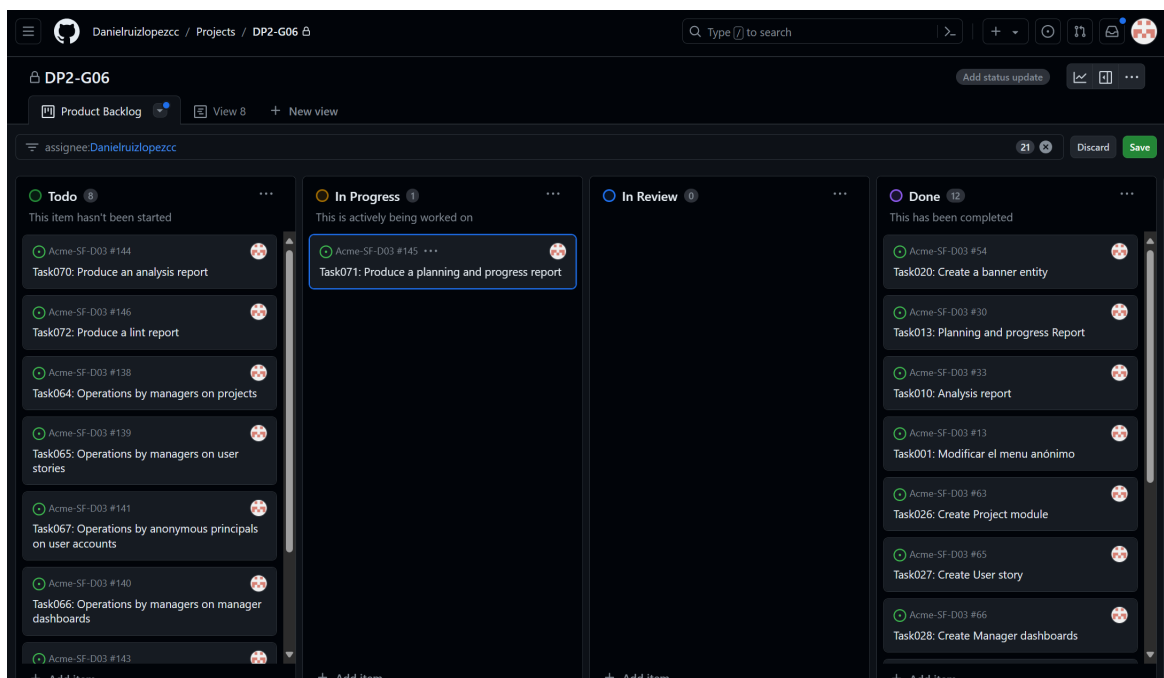 Danielruizlopezcc / Projects / DP2-G06
Type / to search
DP2-G06
Add status update
Product Backlog
View 8
+ New view
assignee:Danielruizlopezcc
21
Discard
Save
Todo 8
This item hasn't been started
Acme-SF-D03 #144
Task070: Produce an analysis report
Acme-SF-D03 #146
Task072: Produce a lint report
Acme-SF-D03 #138
Task064: Operations by managers on projects
Acme-SF-D03 #139
Task065: Operations by managers on user
stories
Acme-SF-D03 #141
Task067: Operations by anonymous principals
on user accounts
Acme-SF-D03 #140
Task066: Operations by managers on manager
dashboards
Acme-SF-D03 #143
+ Add item
In Progress 1
This is actively being worked on
Acme-SF-D03 #145 ···
Task071: Produce a planning and progress report
+ Add item
In Review 0
+ Add item
Done 12
This has been completed
Acme-SF-D03 #54
Task020: Create a banner entity
Acme-SF-D03 #30
Task013: Planning and progress Report
Acme-SF-D03 #33
Task010: Analysis report
Acme-SF-D03 #13
Task001: Modificar el menu anónimo
Acme-SF-D03 #63
Task026: Create Project module
Acme-SF-D03 #65
Task027: Create User story
Acme-SF-D03 #66
Task028: Create Manager dashboards
+ Add item